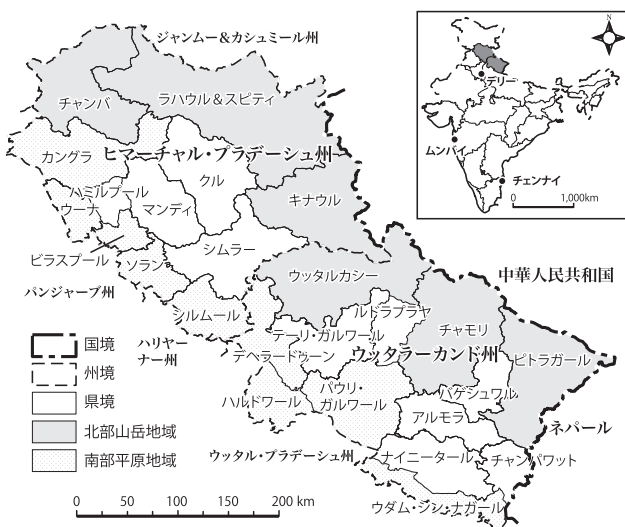 ジャンムー＆カシュミール州
チャンバ
ラハウル＆スピティ
カングラ
ヒマーチャル・プラデーシュ州
クル
ハミルプール
ウーナ
マンディ
キナウル
ビラスプール
ソラン
シムラー
パンジャーブ州
シルムール
ウッタルカシー
中華人民共和国
ルドラプラヤ
チャモリ
ハリヤー
ナー州
テーリ・ガルワール
デヘラードゥーン
ウッタラーカンド州
ピトラガール
ハルドワール
パウリ・
ガルワール
バケシュワル
アルモラ
ネパール
ウッタル・プラデーシュ州
ナイニータール
チャンパワット
ウダム・シン・ナガール
国境
州境
県境
北部山岳地域
南部平原地域
0 50 100 150 200 km
N
デリー
ムンバイ
チェンナイ
0 1,000km